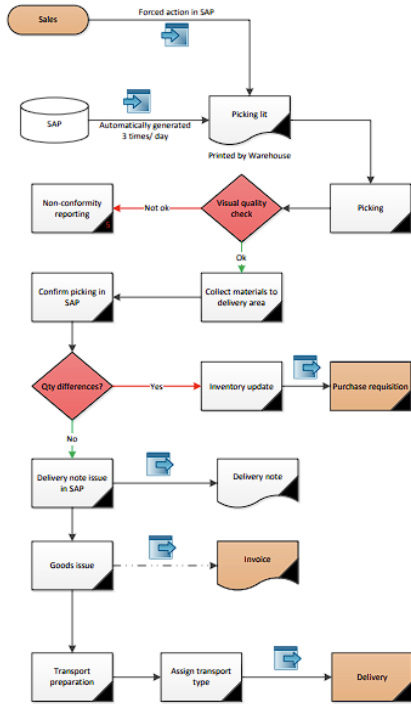 Sales
Forced action in SAP
SAP
Automatically generated
3 times/ day
Picking lit
Printed by Warehouse
Non-conformity
reporting
5
Not ok
Visual quality
check
Picking
Ok
Confirm picking in
SAP
Collect materials to
delivery area
Qty differences?
Yes
Inventory update
Purchase requisition
No
Delivery note issue
in SAP
Delivery note
Goods issue
Invoice
Transport
preparation
Assign transport
type
Delivery